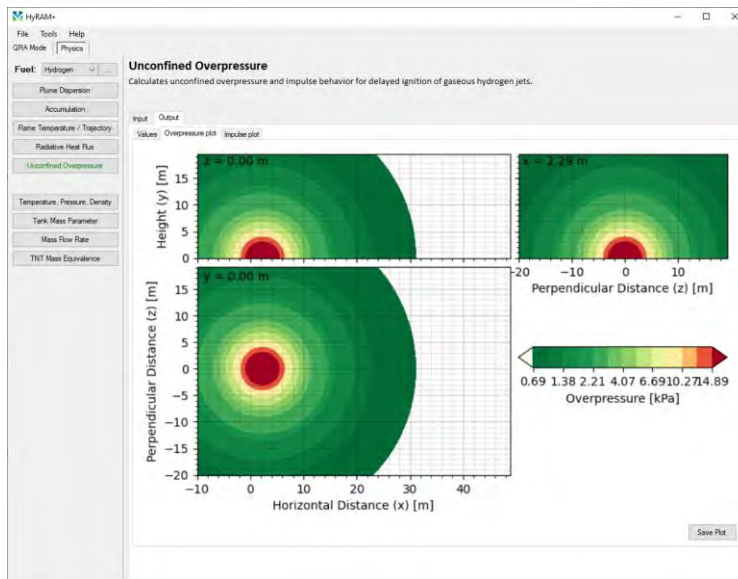 HyRAM+
File Tools Help
QRA Mode Physics
Fuel: Hydrogen ...
Plume Dispersion
Accumulation
Flame Temperature / Trajectory
Radiative Heat Flux
Unconfined Overpressure
Temperature, Pressure, Density
Tank Mass Parameter
Mass Flow Rate
TNT Mass Equivalence
Unconfined Overpressure
Calculates unconfined overpressure and impulse behavior for delayed ignition of gaseous hydrogen jets.
Input Output
Values Overpressure plot Impulse plot
z = 0.00 m
Height (y) [m]
15
10
5
0
x = 2.29 m
-20 -10 0 10
Perpendicular Distance (z) [m]
y = 0.00 m
Perpendicular Distance (z) [m]
15
10
5
0
-5
-10
-15
-20
-10 0 10 20 30 40
Horizontal Distance (x) [m]
0.69 1.38 2.21 4.07 6.69 10.27 14.89
Overpressure [kPa]
Save Plot